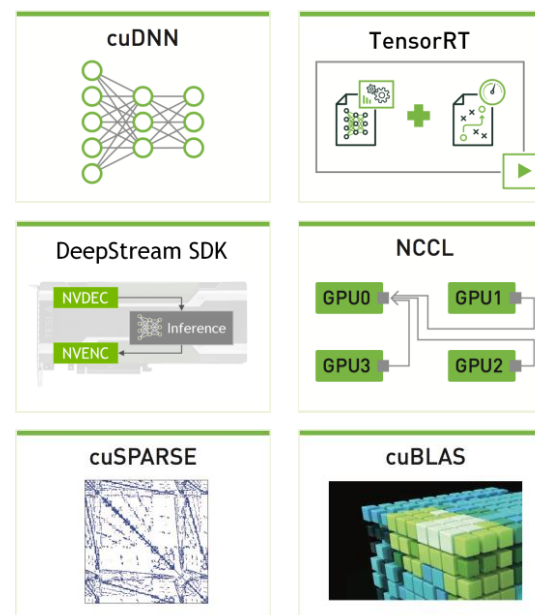 cuDNN
TensorRT
DeepStream SDK
NVDEC
Inference
NVENC
NCCL
GPU0
GPU1
GPU3
GPU2
cuSPARSE
cuBLAS